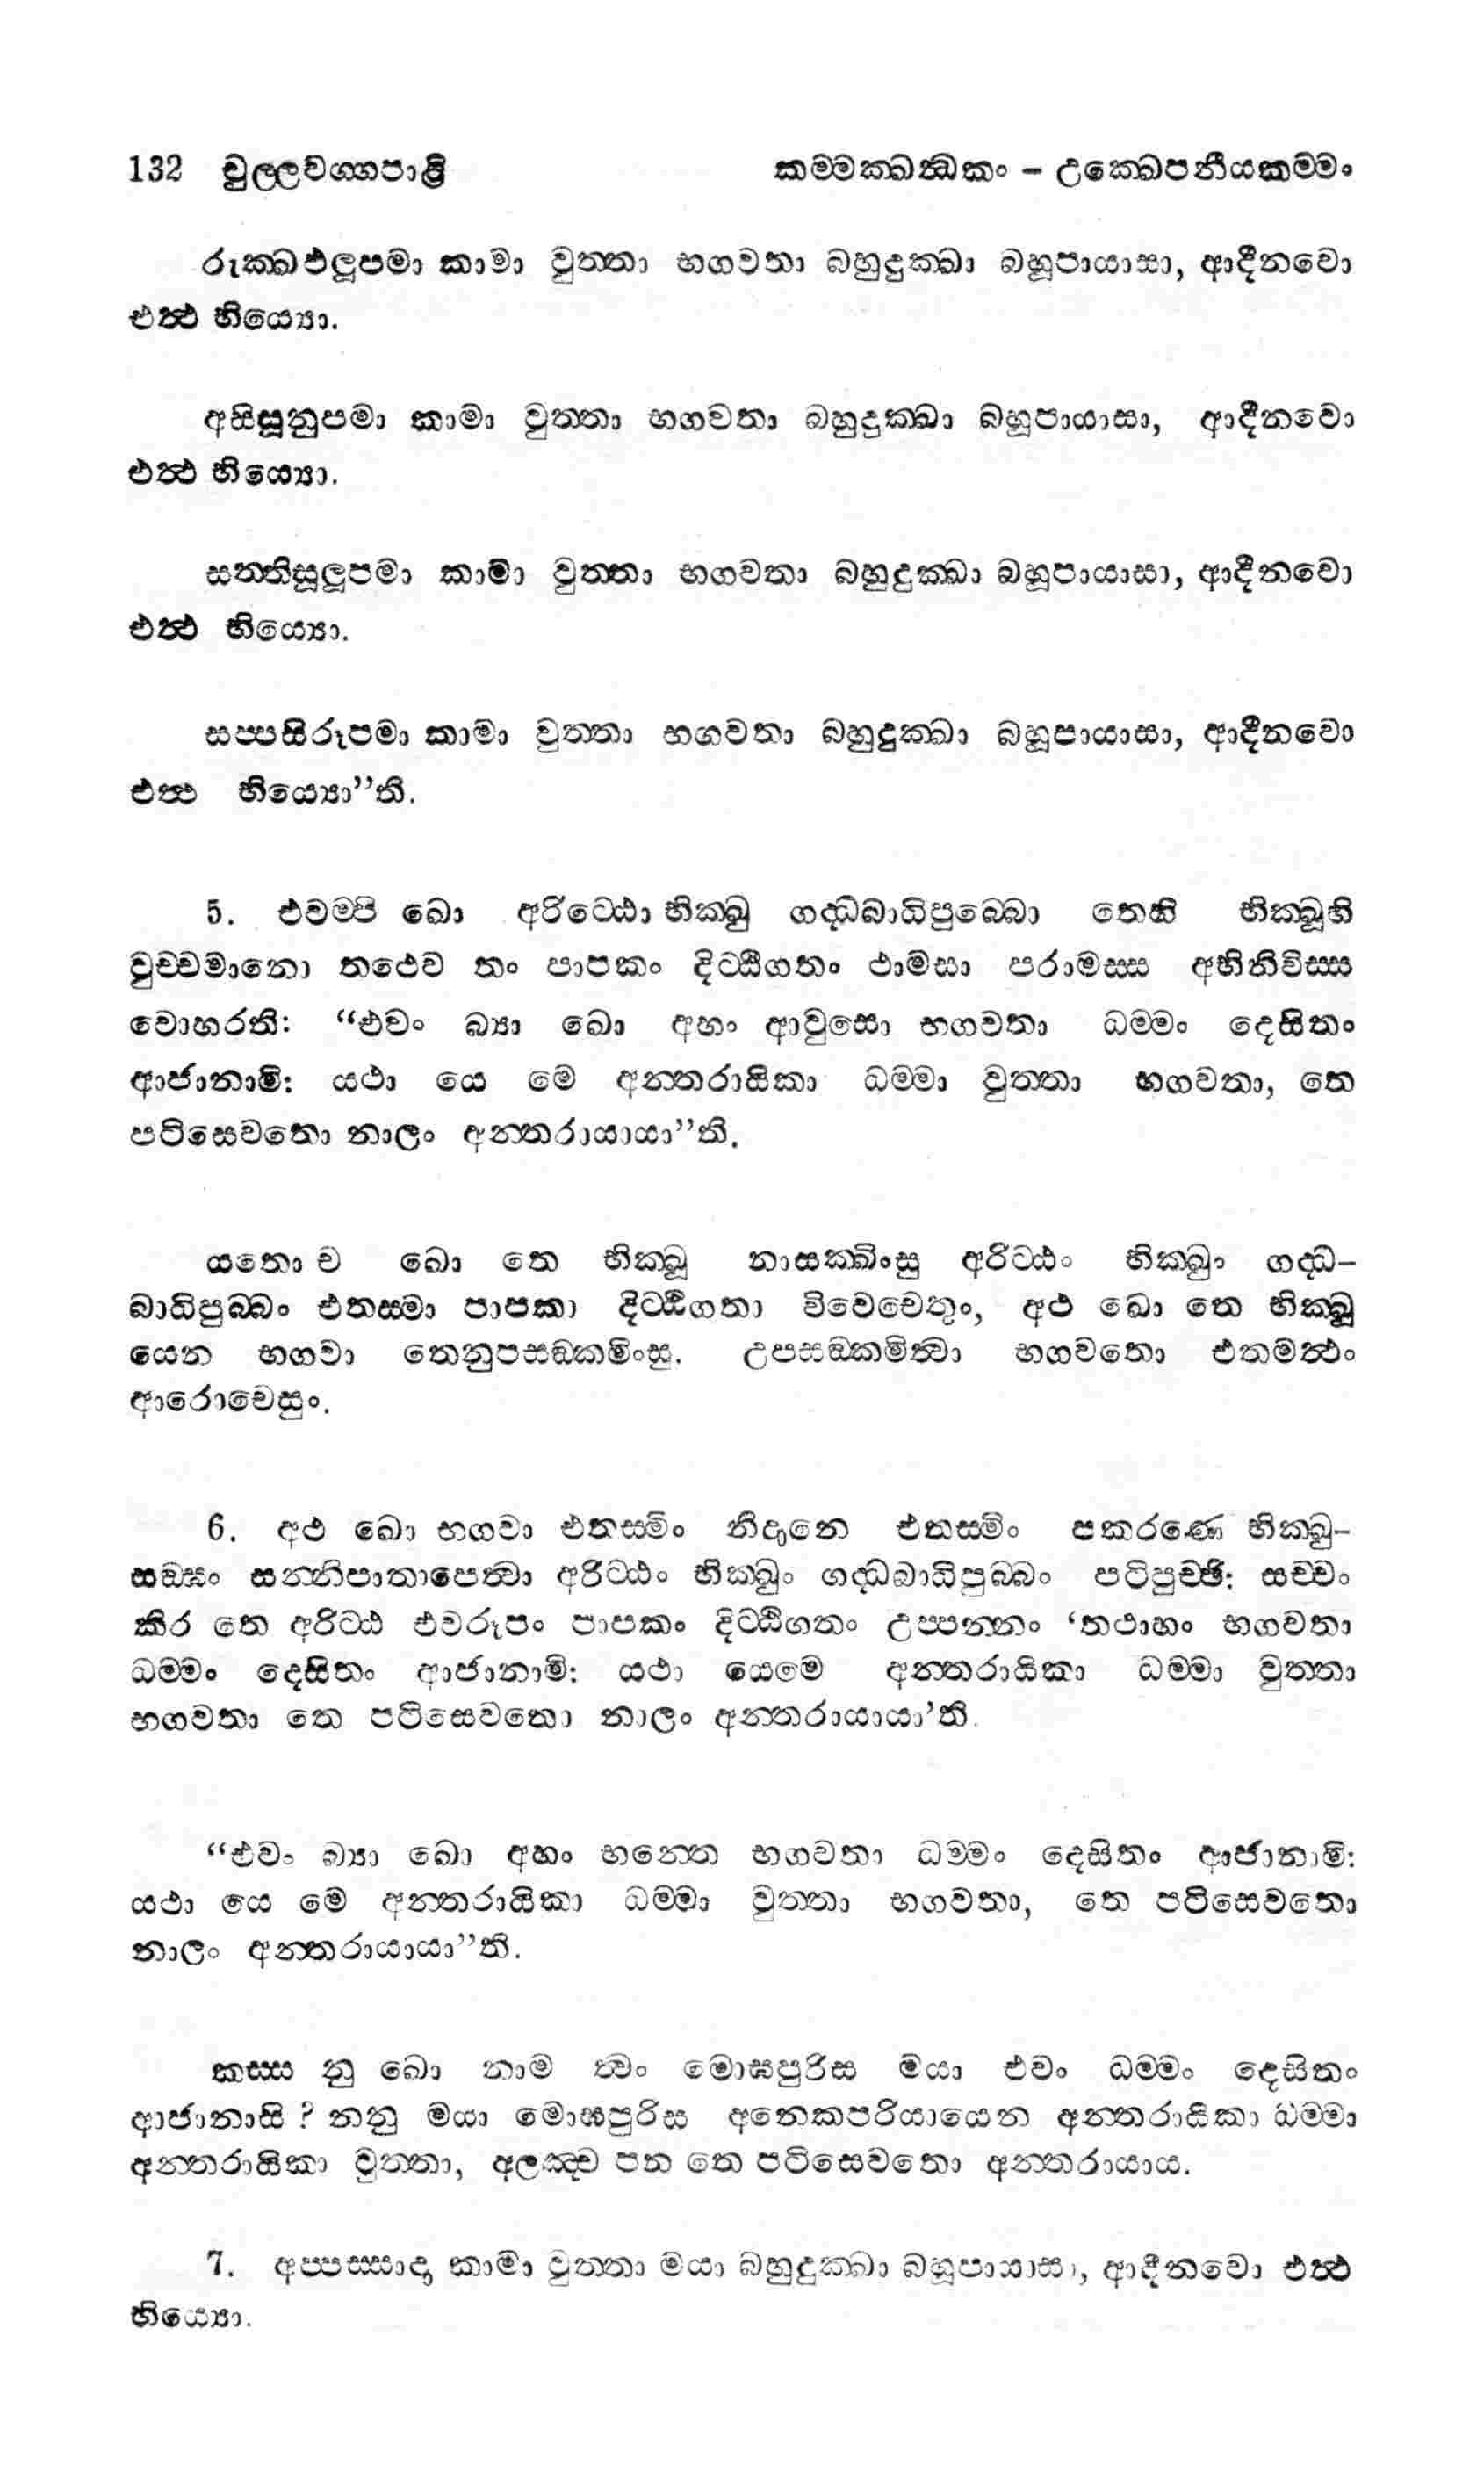 132 චුල්ලවග්ගපාළි කම්මක්ඛන්ධකං – උක්ඛෙපනීයකම්මං
රුක්ඛඵලූපමා කාමා වුත්තා භගවතා බහුදුක්ඛා බහූපායාසා, ආදීනවො
එත්ථ භිය්‍යො.
අසිසූනුපමා කාමා වුත්තා භගවතා බහුදුක්ඛා බහූපායාසා, ආදීනවො
එත්ථ භිය්‍යො.
සත්තිසූලූපමා කාමා වුත්තා භගවතා බහුදුක්ඛා බහූපායාසා, ආදීනවො
එත්ථ භිය්‍යො.
සප්පසිරූපමා කාමා වුත්තා භගවතා බහුදුක්ඛා බහූපායාසා, ආදීනවො
එත්ථ භිය්‍යො”ති.
5. එවම්පි ඛො අරිට්ඨො භික්ඛු ගද්ධබාධිපුබ්බො තෙහි භික්ඛූහි
වුච්චමානො තථෙව තං පාපකං දිට්ඨිගතං ථාමසා පරාමස්ස අභිනිවිස්ස
වොහරති: “එවං බ්‍යා ඛො අහං ආවුසො භගවතා ධම්මං දෙසිතං
ආජානාමි: යථා යෙ මෙ අන්තරායිකා ධම්මා වුත්තා භගවතා, තෙ
පටිසෙවතො නාලං අන්තරායායා”ති.
යතො ච ඛො තෙ භික්ඛූ නාසක්ඛිංසු අරිට්ඨං භික්ඛුං ගද්ධ–
බාධිපුබ්බං එතස්මා පාපකා දිට්ඨිගතා විවෙචෙතුං, අථ ඛො තෙ භික්ඛූ
යෙන භගවා තෙනුපසඞ්කමිංසු. උපසඞ්කමිත්වා භගවතො එතමත්ථං
ආරොචෙසුං.
6. අථ ඛො භගවා එතස්මිං නිදානෙ එතස්මිං පකරණෙ භික්ඛු–
සඞ්ඝං සන්නිපාතාපෙත්වා අරිට්ඨං භික්ඛුං ගද්ධබාධිපුබ්බං පටිපුච්ඡි: සච්චං
කිර තෙ අරිට්ඨ එවරූපං පාපකං දිට්ඨිගතං උප්පන්නං ‘තථාහං භගවතා
ධම්මං දෙසිතං ආජානාමි: යථා යෙමෙ අන්තරායිකා ධම්මා වුත්තා
භගවතා තෙ පටිසෙවතො නාලං අන්තරායායා’ති.
“එවං බ්‍යා ඛො අහං භන්තෙ භගවතා ධම්මං දෙසිතං ආජානාමි:
යථා යෙ මෙ අන්තරායිකා ධම්මා වුත්තා භගවතා, තෙ පටිසෙවතො
නාලං අන්තරායායා”ති.
කස්ස නු ඛො නාම ත්වං මොඝපුරිස මයා එවං ධම්මං දෙසිතං
ආජානාසි ? නනු මයා මොඝපුරිස අනෙකපරියායෙන අන්තරායිකා ධම්මා
අන්තරායිකා වුත්තා, අලඤ්ච පන තෙ පටිසෙවතො අන්තරායාය.
7. අප්පස්සාදා කාමා වුත්තා මයා බහුදුක්ඛා බහූපායාසා, ආදීනවො එත්ථ
භිය්‍යො.